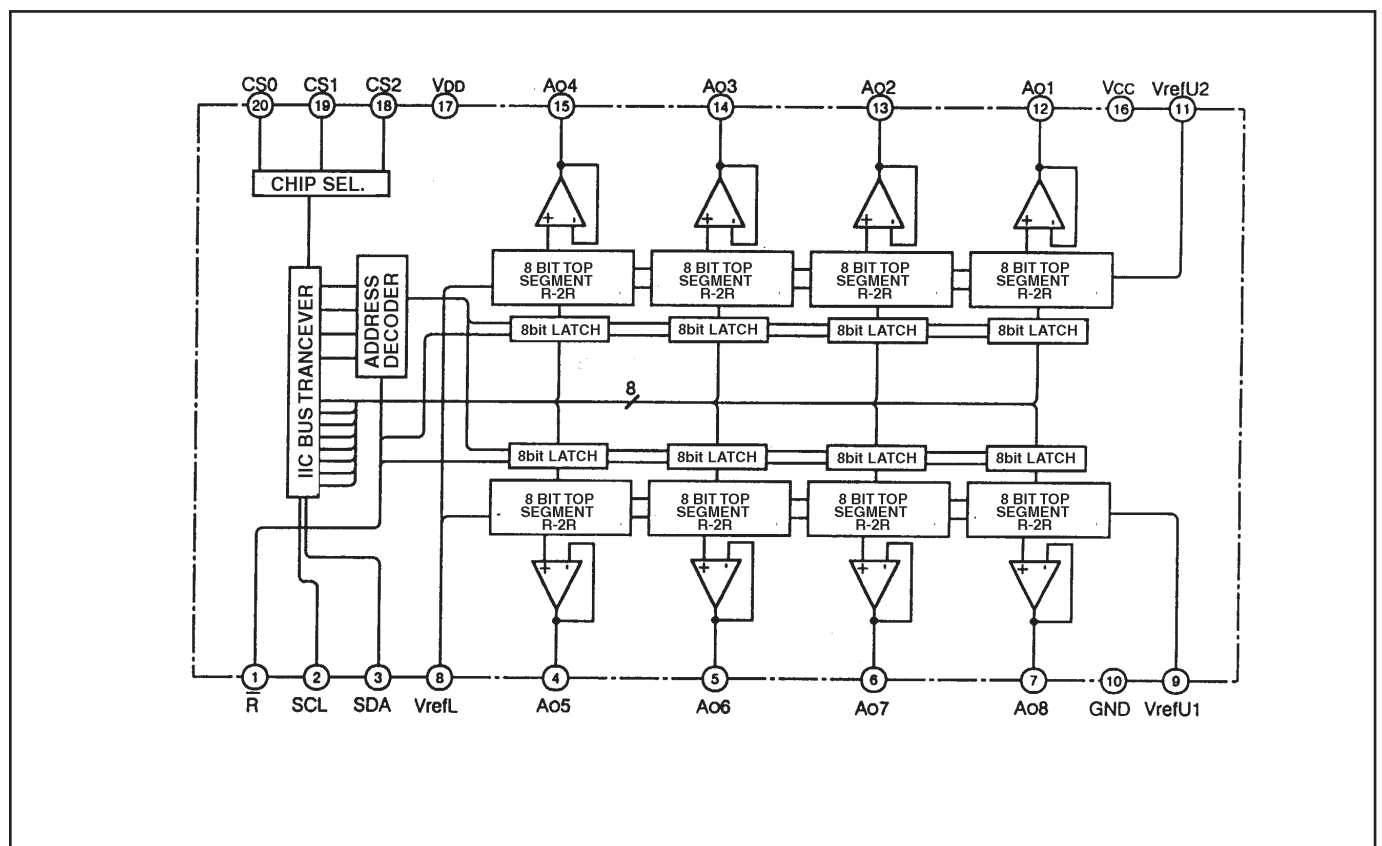 CS0 CS1 CS2 VDD Ao4 Ao3 Ao2 Ao1 VCC VrefU2
20 19 18 17 15 14 13 12 16 11
CHIP SEL.
+ - + - + - + -
8 BIT TOP SEGMENT R-2R
8 BIT TOP SEGMENT R-2R
8 BIT TOP SEGMENT R-2R
8 BIT TOP SEGMENT R-2R
IIC BUS TRANCEVER
ADDRESS DECODER
8bit LATCH 8bit LATCH 8bit LATCH 8bit LATCH
8
8bit LATCH 8bit LATCH 8bit LATCH 8bit LATCH
8 BIT TOP SEGMENT R-2R
8 BIT TOP SEGMENT R-2R
8 BIT TOP SEGMENT R-2R
8 BIT TOP SEGMENT R-2R
+ - + - + - + -
1 2 3 8 4 5 6 7 10 9
R̅ SCL SDA VrefL Ao5 Ao6 Ao7 Ao8 GND VrefU1